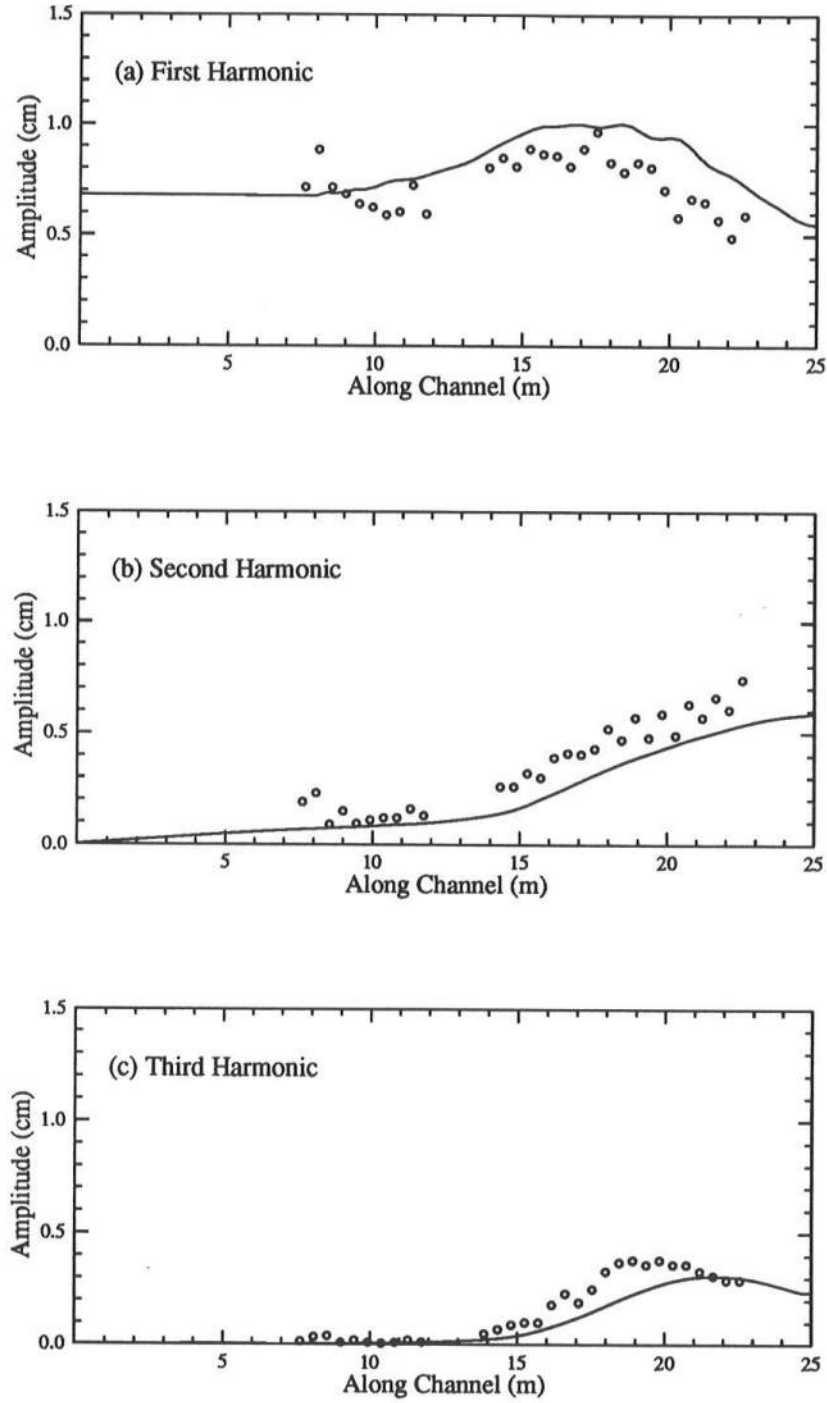 1.5
(a) First Harmonic
1.0
Amplitude (cm)
0.5
0.0
5 10 15 20 25
Along Channel (m)
1.5
(b) Second Harmonic
1.0
Amplitude (cm)
0.5
0.0
5 10 15 20 25
Along Channel (m)
1.5
(c) Third Harmonic
1.0
Amplitude (cm)
0.5
0.0
5 10 15 20 25
Along Channel (m)